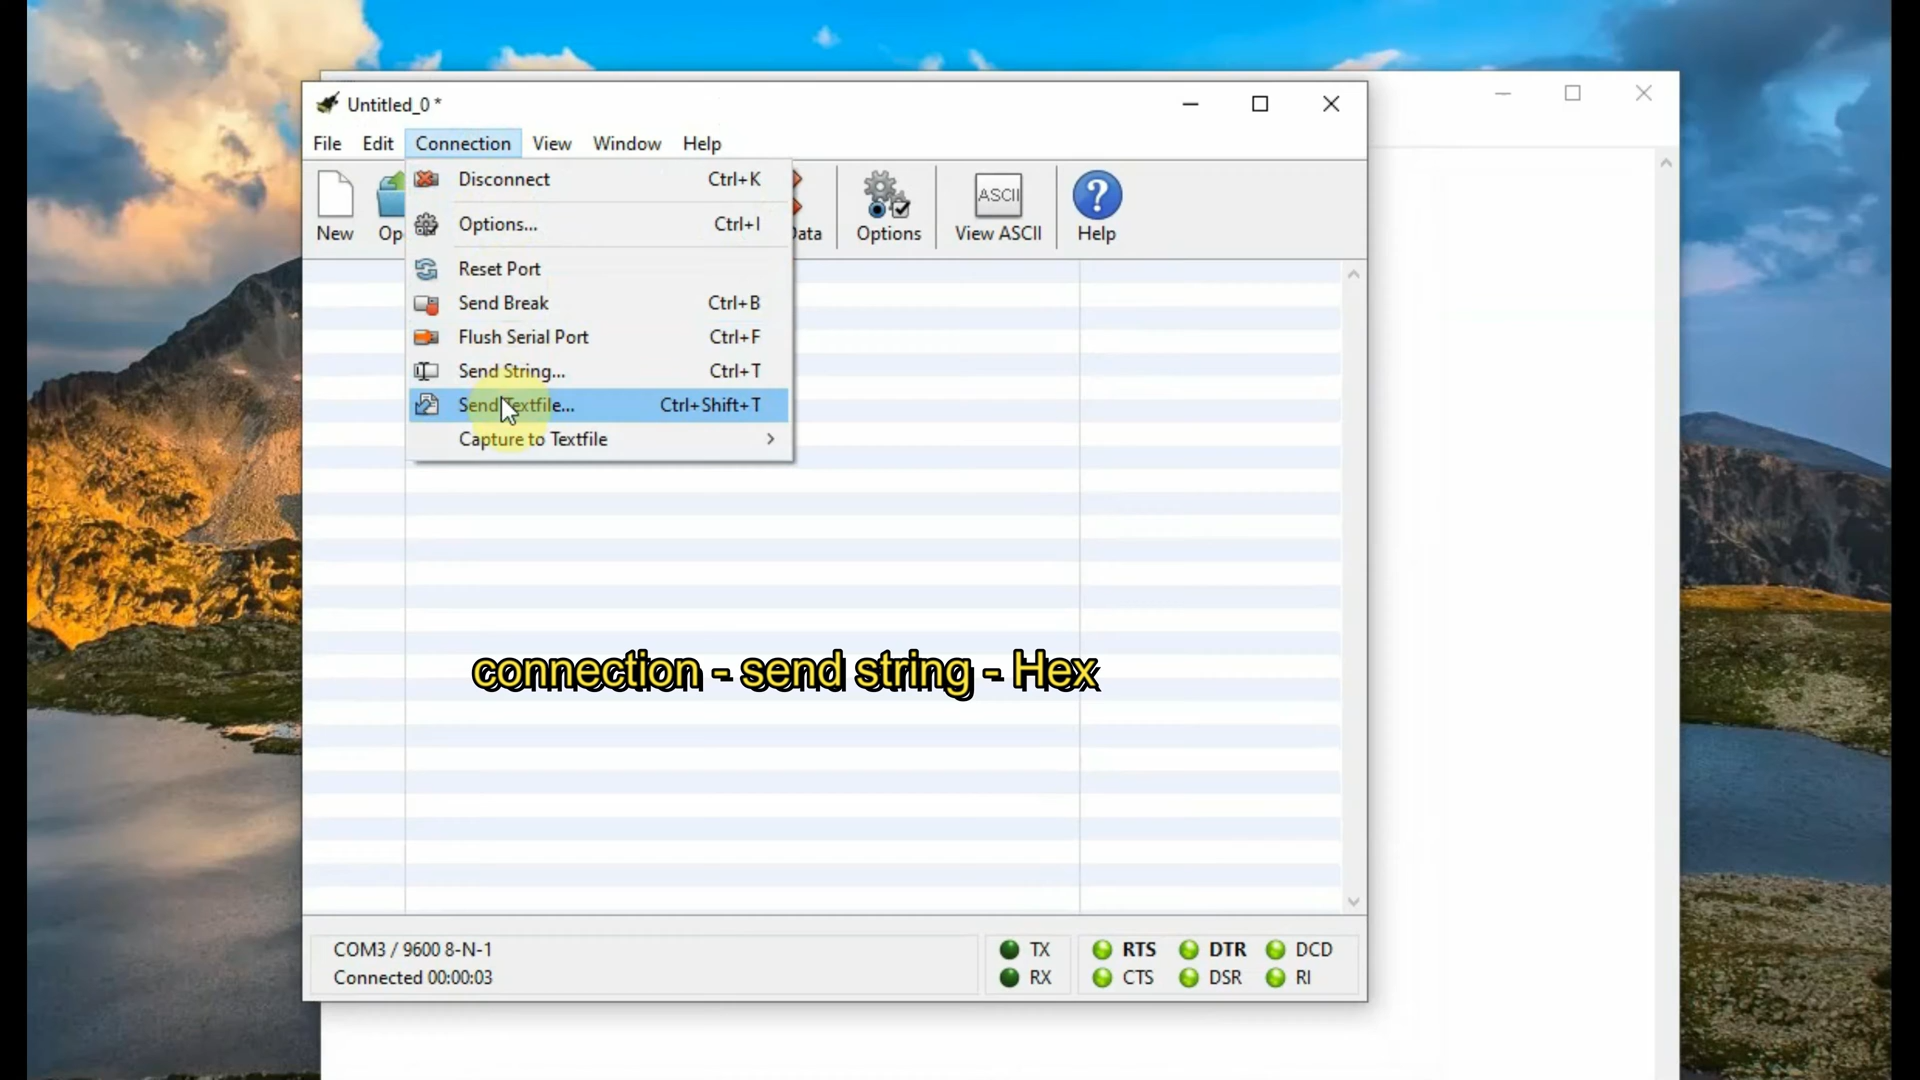 Untitled_0 *
File Edit Connection View Window Help
Disconnect Ctrl+K
Options... Ctrl+I
Reset Port
Send Break Ctrl+B
Flush Serial Port Ctrl+F
Send String... Ctrl+T
Send Textfile... Ctrl+Shift+T
Capture to Textfile
New Op Data Options ASCII View ASCII ? Help
connection - send string - Hex
COM3 / 9600 8-N-1
Connected 00:00:03
TX RTS DTR DCD
RX CTS DSR RI